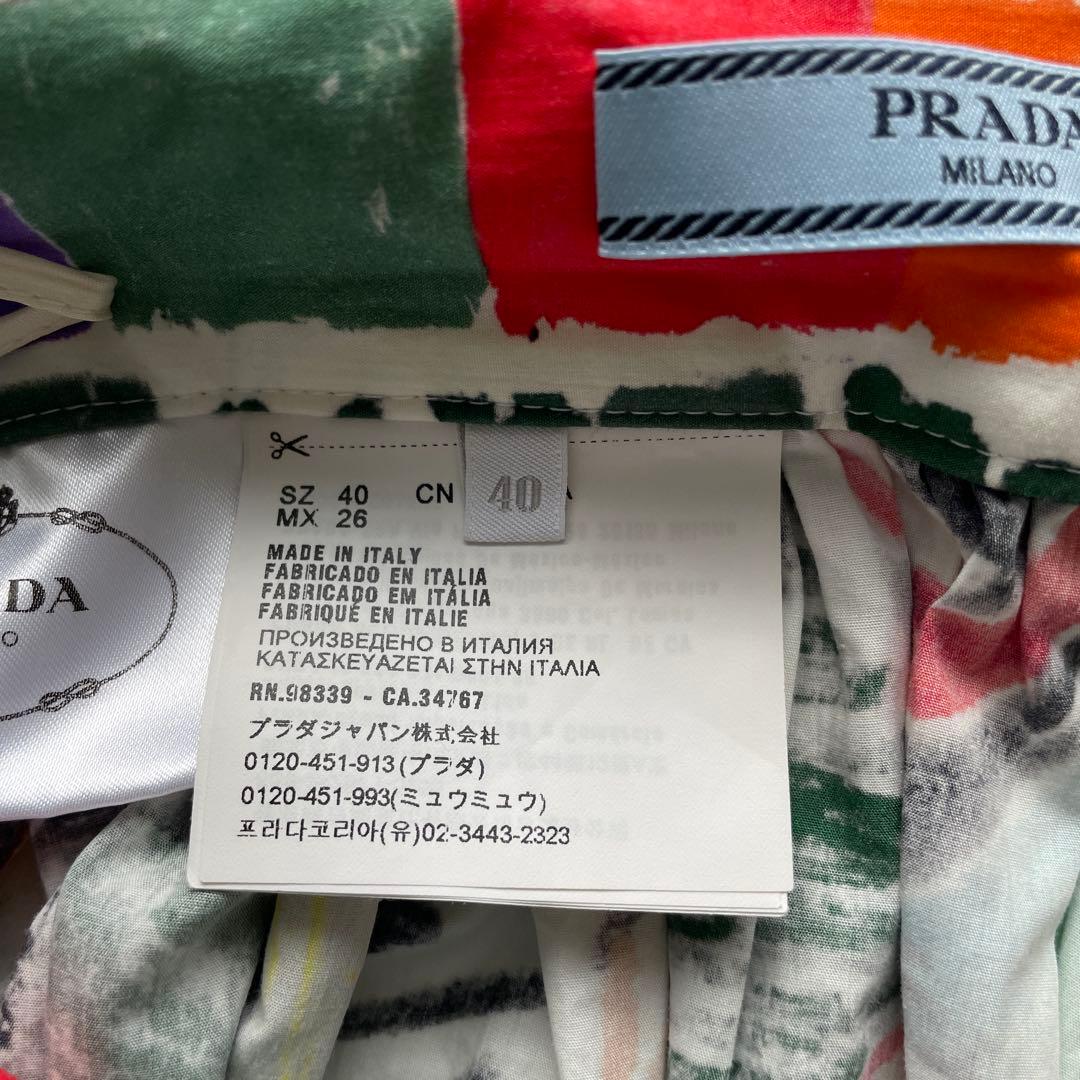 PRADA
MILANO
SZ 40 CN
MX 26
40
MADE IN ITALY
FABRICADO EN ITALIA
FABRICADO EM ITÁLIA
FABRIQUÉ EN ITALIE
ПРОИЗВЕДЕНО В ИТАЛИЯ
ΚΑΤΑΣΚΕΥΑΖΕΤΑΙ ΣΤΗΝ ΙΤΑΛΙΑ
RN.98339 - CA.34767
プラダジャパン株式会社
0120-451-913(プラダ)
0120-451-993(ミュウミュウ)
프라다코리아(유)02-3443-2323
DA
O